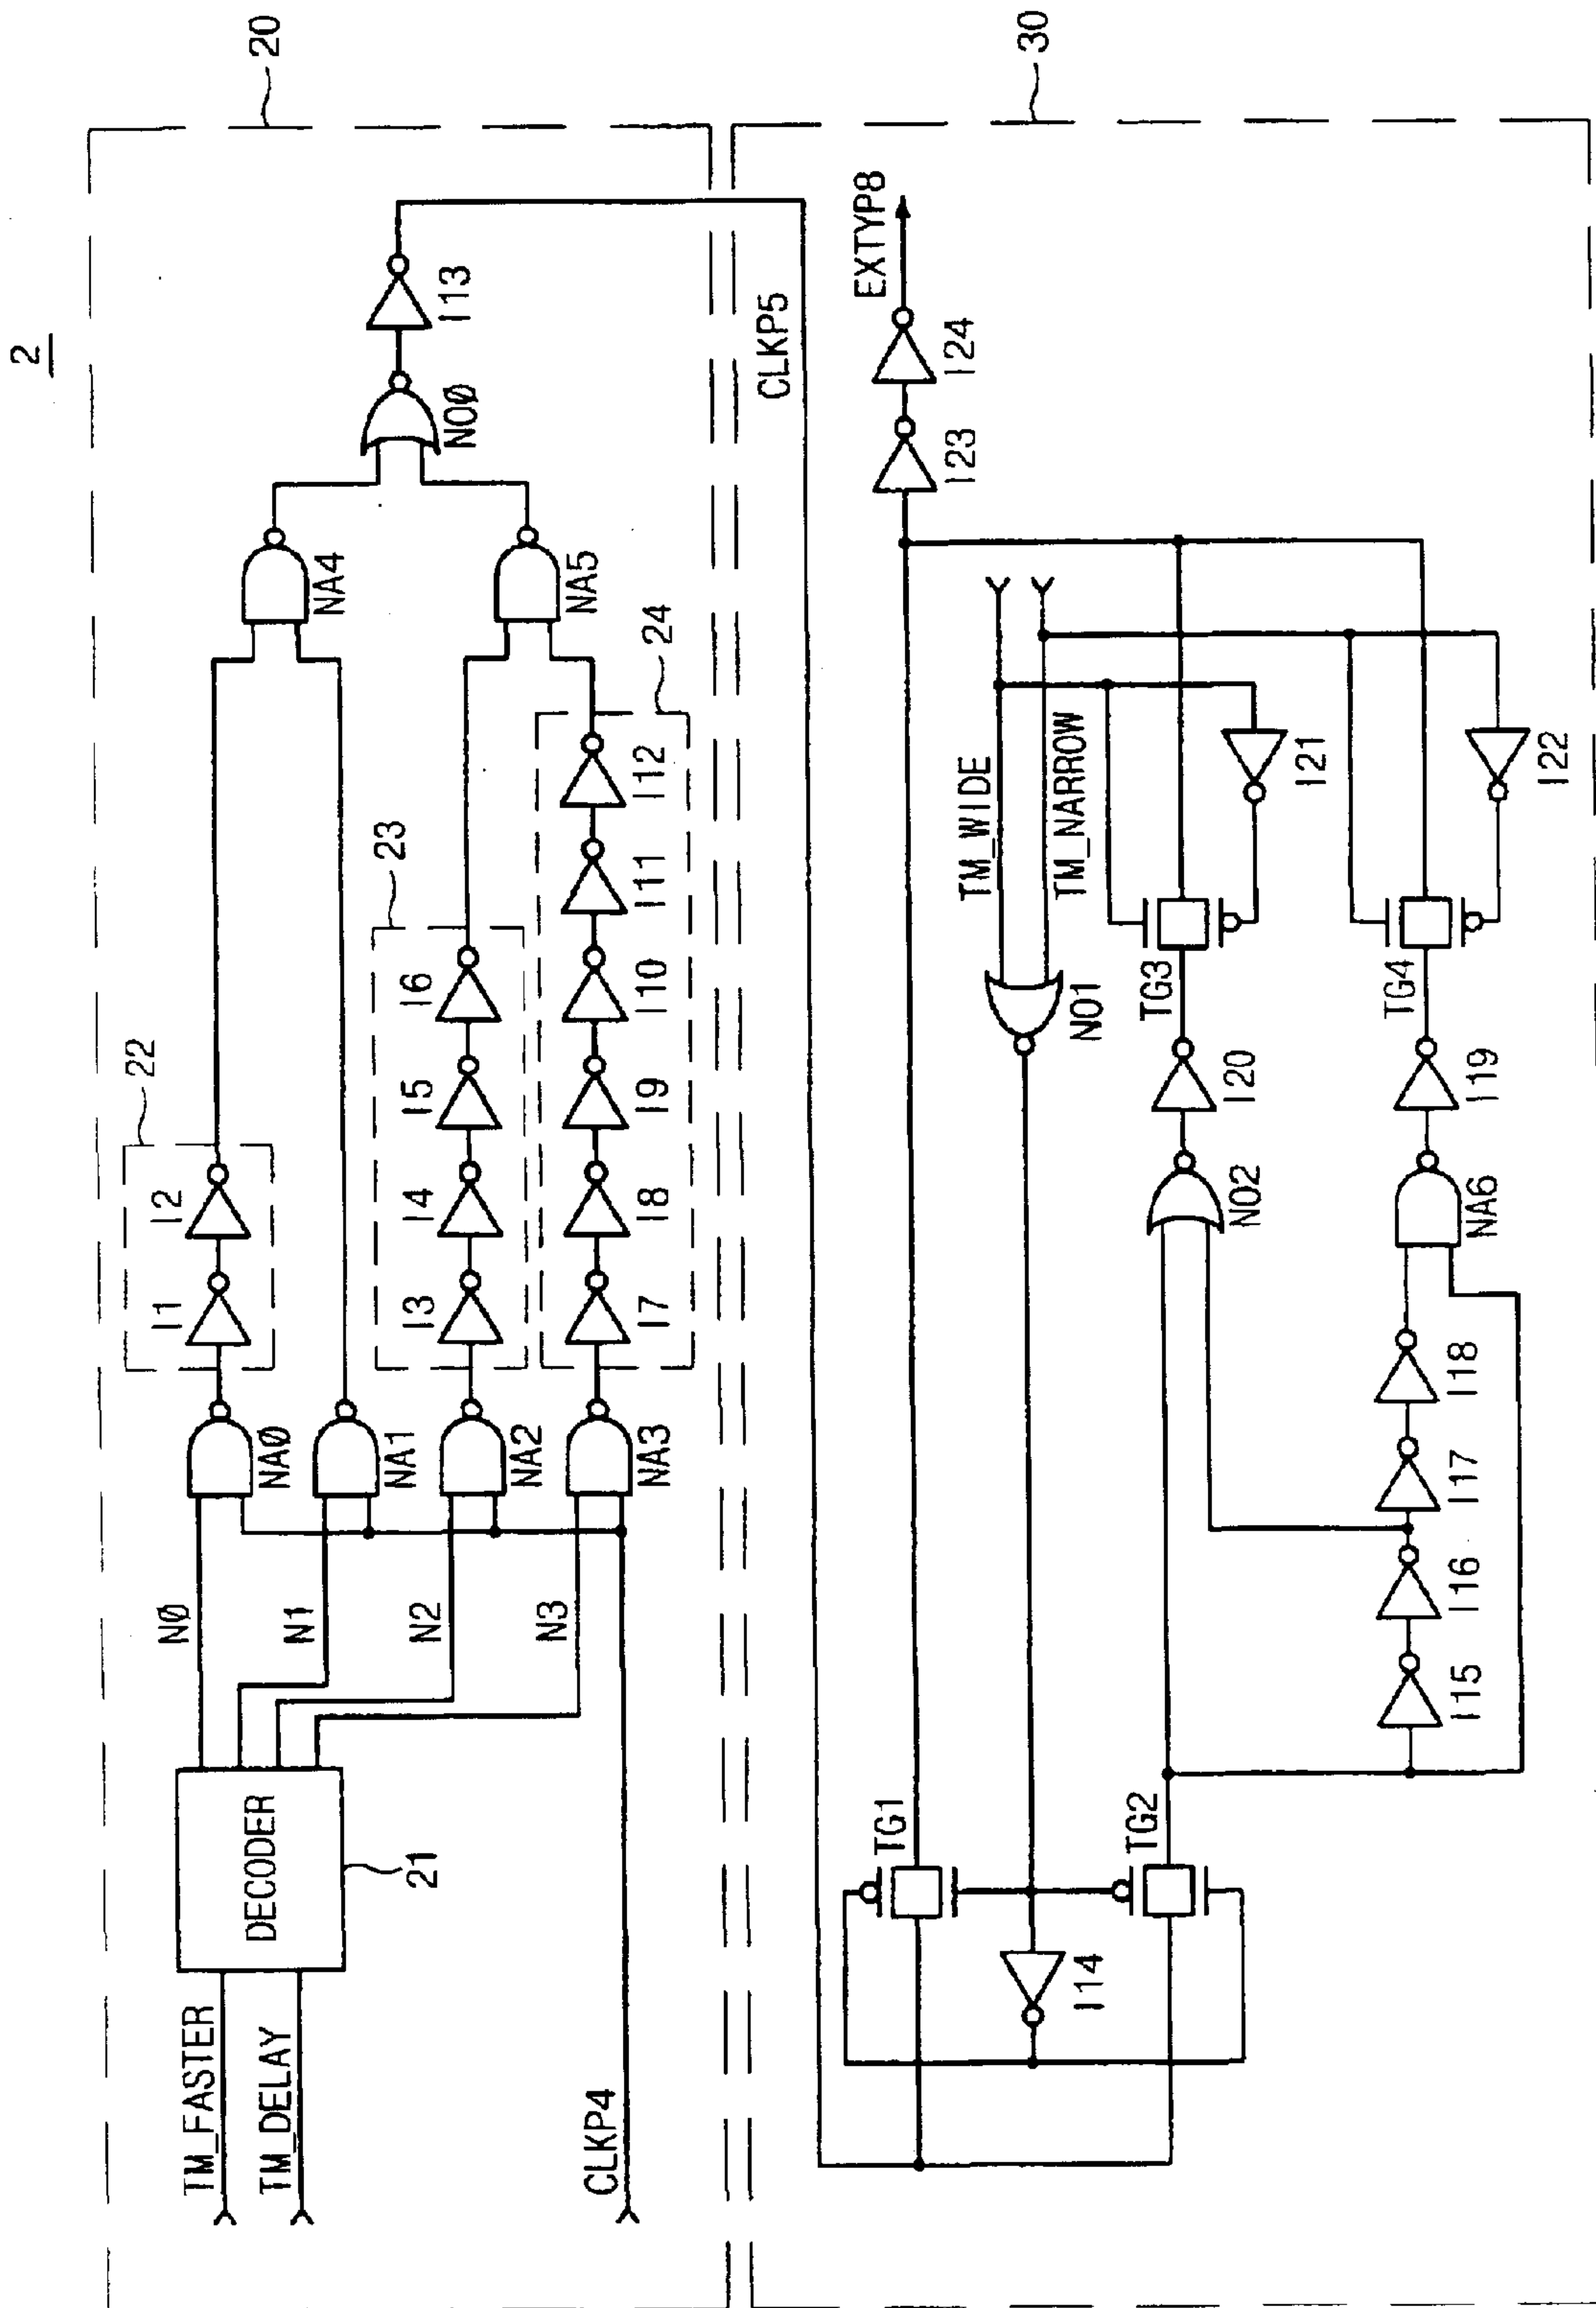 2
20
22
I1
I2
NAØ
NA4
NØ
N1
NA1
NOØ
I13
DECODER
21
TM_FASTER
TM_DELAY
23
I3
I4
I5
I6
N2
NA2
NA5
24
N3
NA3
I7
I8
I9
I10
I11
I12
CLKP4
CLKP5
30
EXTYP8
TG1
I23
I24
TM_WIDE
TM_NARROW
NO1
I14
TG2
TG3
NO2
I20
I21
TG4
I15
I16
I17
I18
NA6
I19
I22